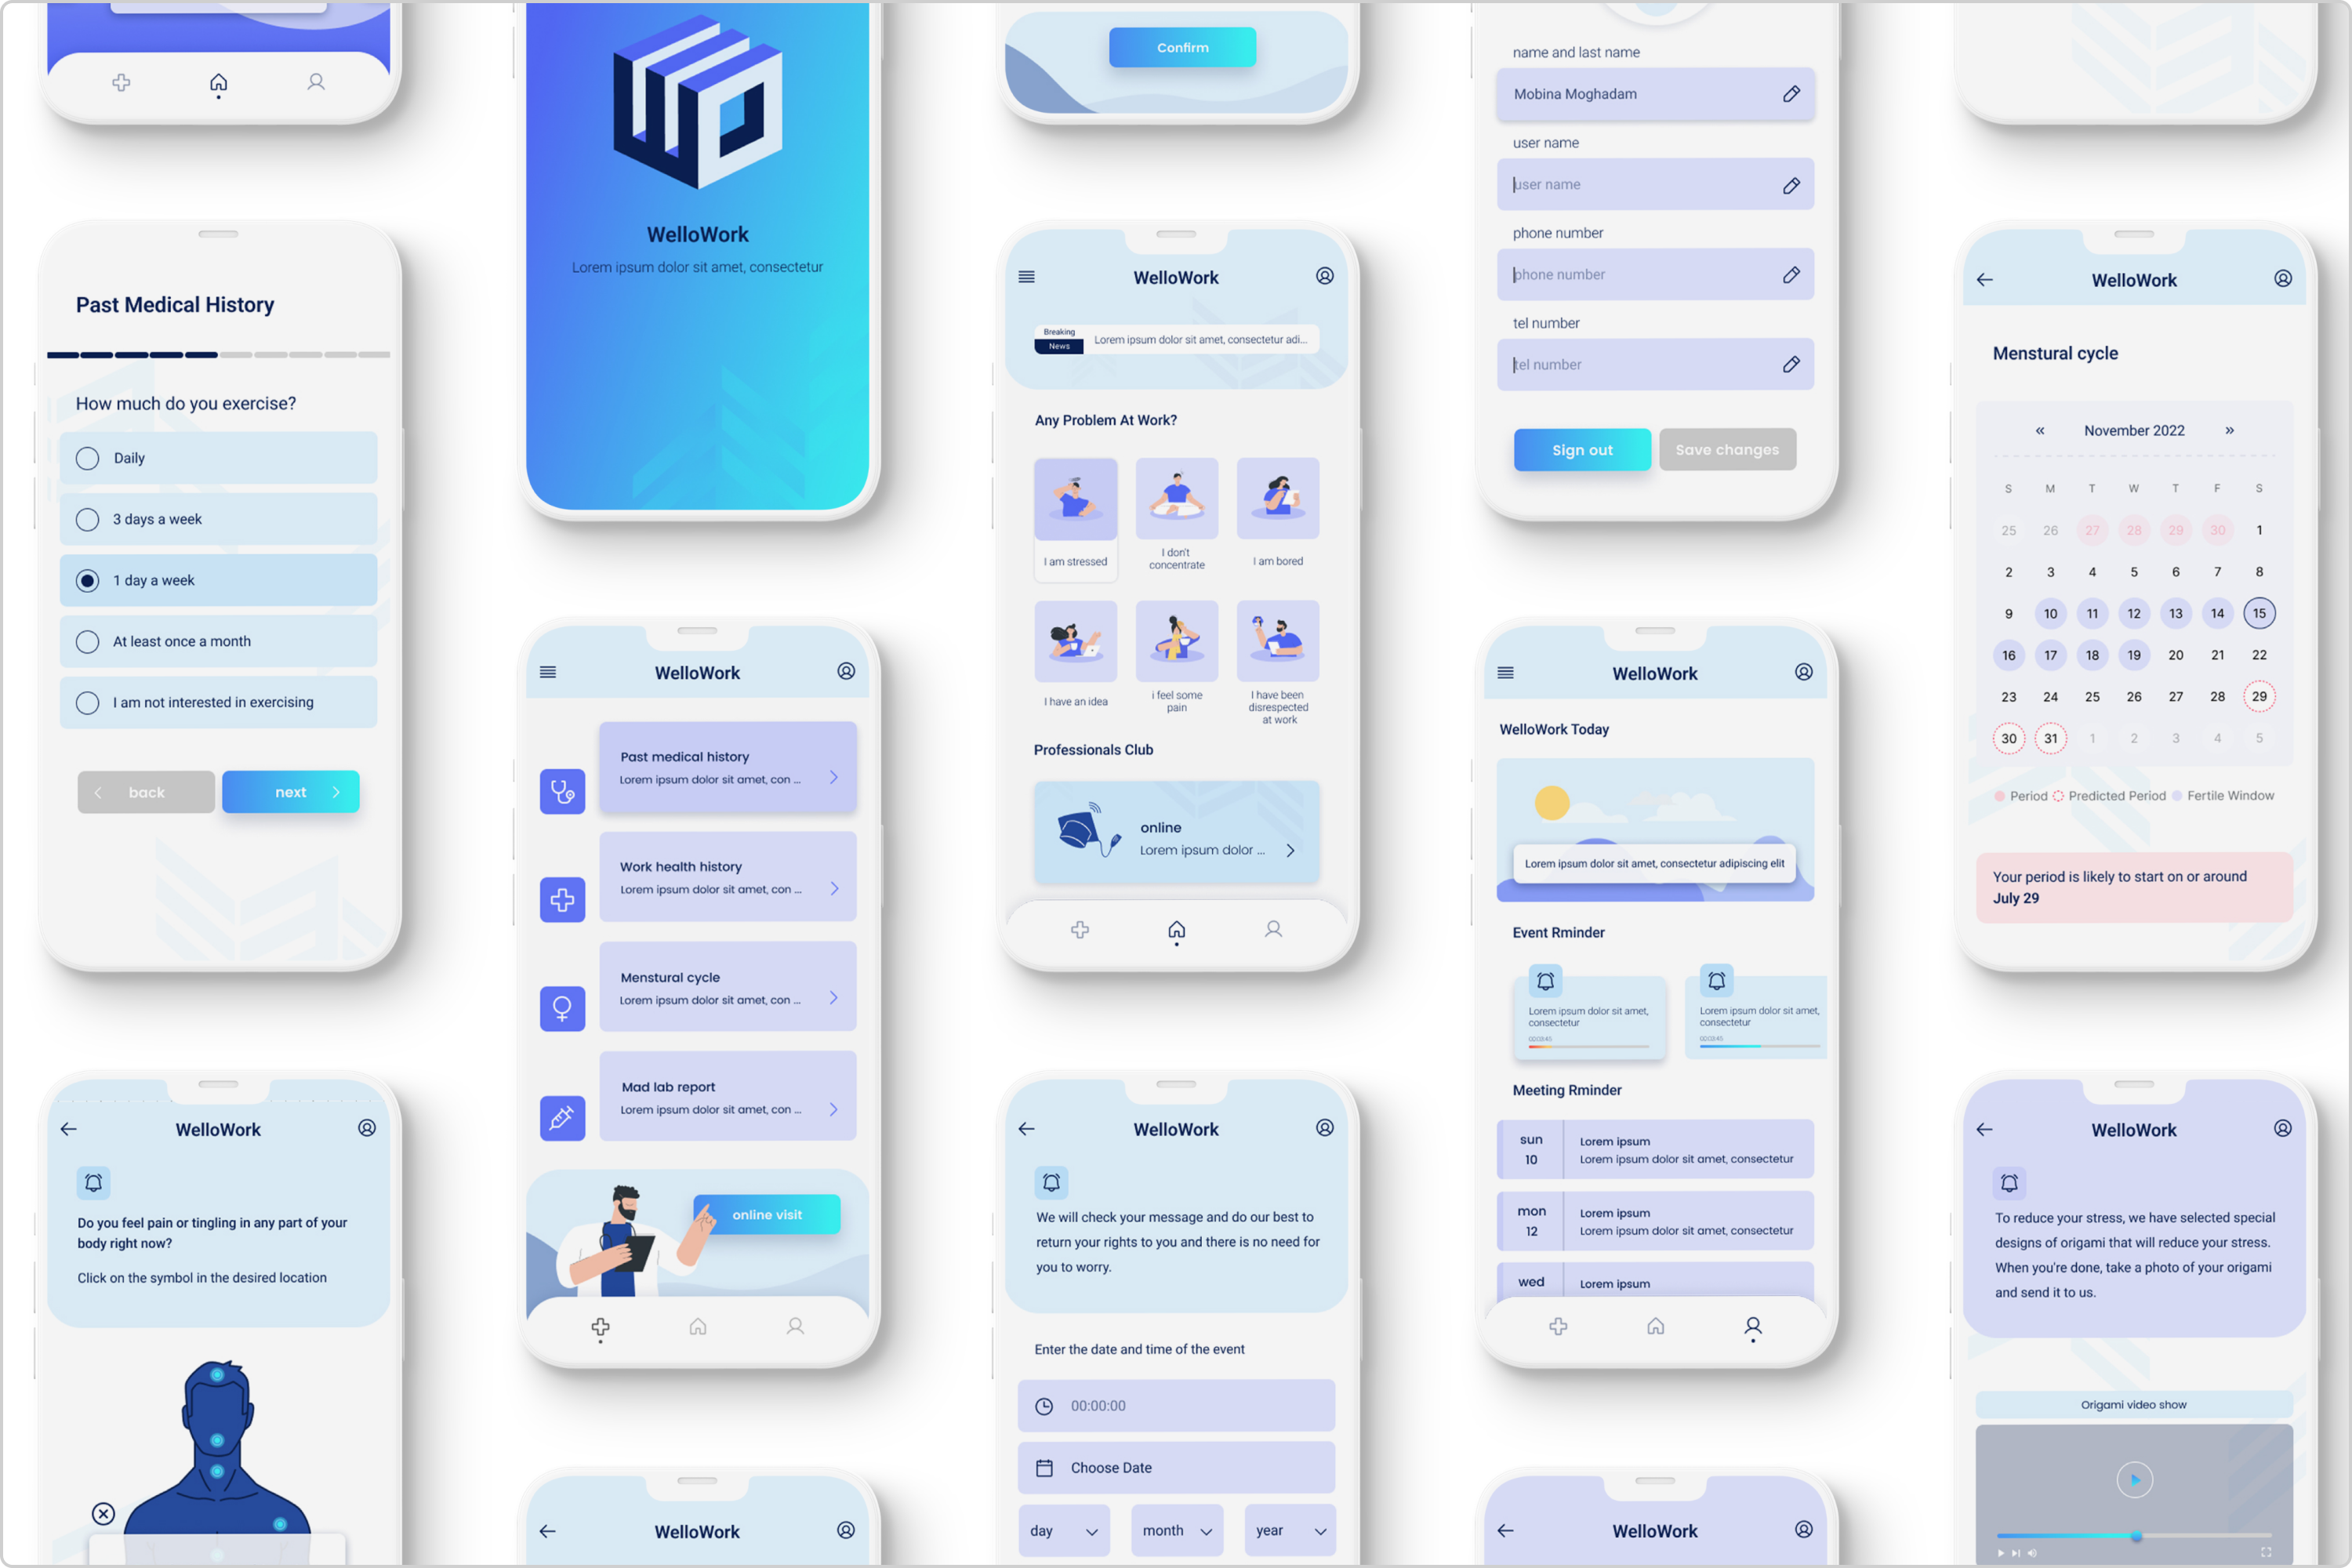 Past Medical History
How much do you exercise?
Daily
3 days a week
1 day a week
At least once a month
I am not interested in exercising
back
next
WelloWork
Do you feel pain or tingling in any part of your
body right now?
Click on the symbol in the desired location
WelloWork
Lorem ipsum dolor sit amet, consectetur
WelloWork
Past medical history
Lorem ipsum dolor sit amet, con ...
Work health history
Lorem ipsum dolor sit amet, con ...
Menstural cycle
Lorem ipsum dolor sit amet, con ...
Mad lab report
Lorem ipsum dolor sit amet, con ...
online visit
WelloWork
Confirm
WelloWork
Breaking
News
Lorem ipsum dolor sit amet, consectetur adi...
Any Problem At Work?
I am stressed
I don't
concentrate
I am bored
I have an idea
i feel some
pain
I have been
disrespected
at work
Professionals Club
online
Lorem ipsum dolor ...
WelloWork
We will check your message and do our best to
return your rights to you and there is no need for
you to worry.
Enter the date and time of the event
00:00:00
Choose Date
day
month
year
name and last name
Mobina Moghadam
user name
user name
phone number
phone number
tel number
tel number
Sign out
Save changes
WelloWork
WelloWork Today
Lorem ipsum dolor sit amet, consectetur adipiscing elit
Event Rminder
Lorem ipsum dolor sit amet,
consectetur
00:03:45
Lorem ipsum dolor sit amet,
consectetur
00:03:45
Meeting Rminder
sun
10
Lorem ipsum
Lorem ipsum dolor sit amet, consectetur
mon
12
Lorem ipsum
Lorem ipsum dolor sit amet, consectetur
wed
Lorem ipsum
WelloWork
WelloWork
Menstural cycle
« November 2022 »
S M T W T F S
25 26 27 28 29 30 1
2 3 4 5 6 7 8
9 10 11 12 13 14 15
16 17 18 19 20 21 22
23 24 25 26 27 28 29
30 31 1 2 3 4 5
Period Predicted Period Fertile Window
Your period is likely to start on or around
July 29
WelloWork
To reduce your stress, we have selected special
designs of origami that will reduce your stress.
When you're done, take a photo of your origami
and send it to us.
Origami video show